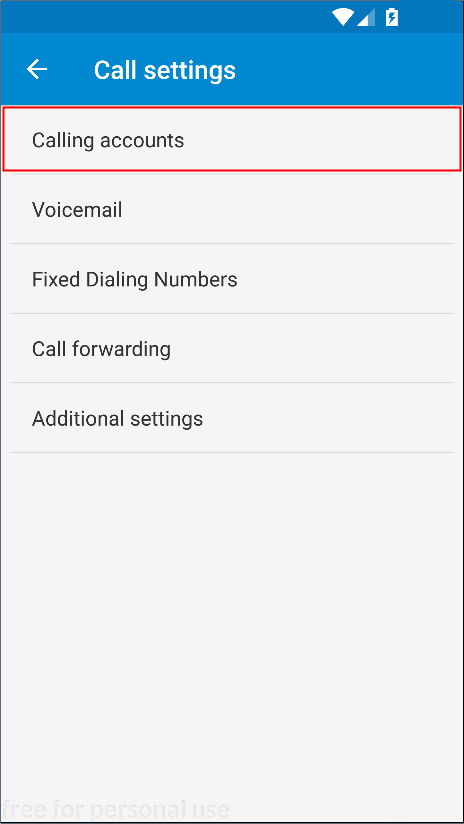 Call settings
Calling accounts
Voicemail
Fixed Dialing Numbers
Call forwarding
Additional settings
free for personal use